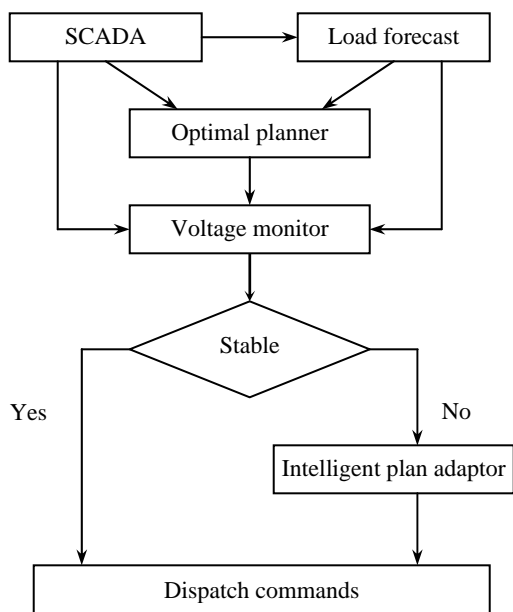 SCADA
Load forecast
Optimal planner
Voltage monitor
Stable
Yes
No
Intelligent plan adaptor
Dispatch commands